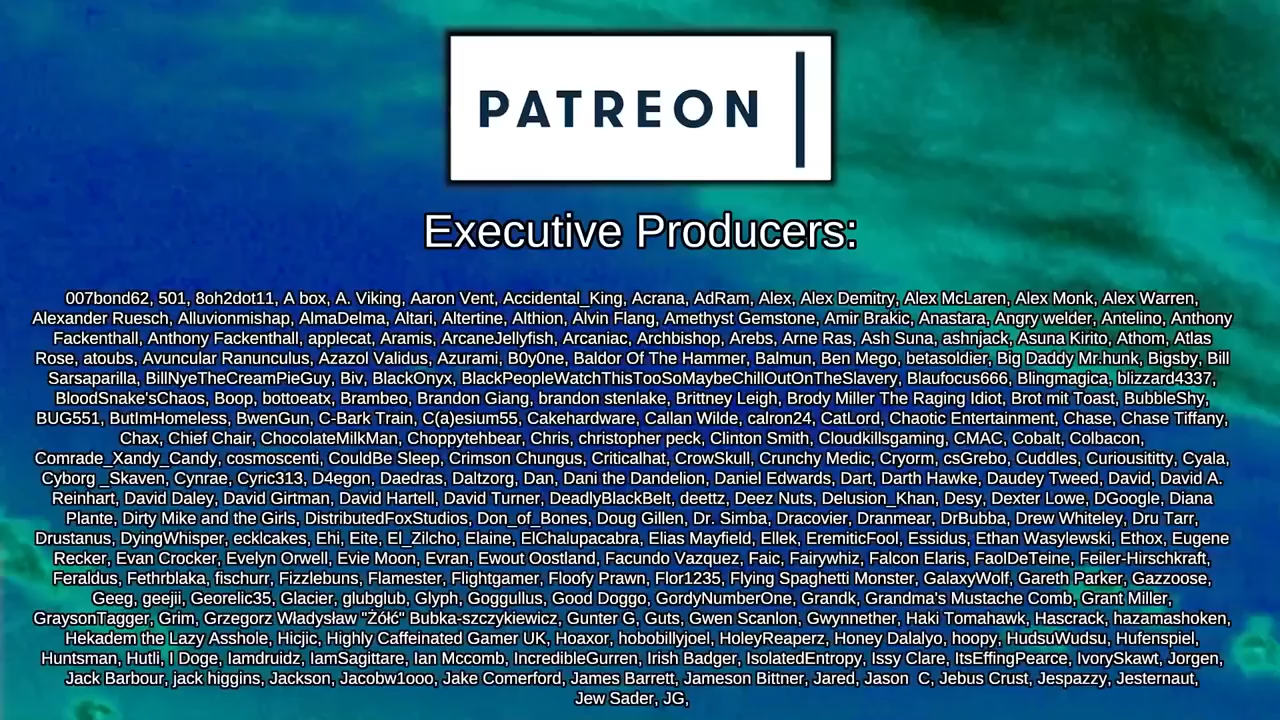 PATREON
Executive Producers:
007bond62, 501, 8oh2dot11, A box, A. Viking, Aaron Vent, Accidental_King, Acrana, AdRam, Alex, Alex Demitry, Alex McLaren, Alex Monk, Alex Warren,
Alexander Ruesch, Alluvionmishap, AlmaDelma, Altari, Altertine, Althion, Alvin Flang, Amethyst Gemstone, Amir Brakic, Anastara, Angry welder, Antelino, Anthony
Fackenthall, Anthony Fackenthall, applecat, Aramis, ArcaneJellyfish, Arcaniac, Archbishop, Arebs, Arne Ras, Ash Suna, ashnjack, Asuna Kirito, Athom, Atlas
Rose, atoubs, Avuncular Ranunculus, Azazol Validus, Azurami, B0y0ne, Baldor Of The Hammer, Balmun, Ben Mego, betasoldier, Big Daddy Mr.hunk, Bigsby, Bill
Sarsaparilla, BillNyeTheCreamPieGuy, Biv, BlackOnyx, BlackPeopleWatchThisTooSoMaybeChillOutOnTheSlavery, Blaufocus666, Blingmagica, blizzard4337,
BloodSnake'sChaos, Boop, bottoeatx, Brambeo, Brandon Giang, brandon stenlake, Brittney Leigh, Brody Miller The Raging Idiot, Brot mit Toast, BubbleShy,
BUG551, ButImHomeless, BwenGun, C-Bark Train, C(a)esium55, Cakehardware, Callan Wilde, calron24, CatLord, Chaotic Entertainment, Chase, Chase Tiffany,
Chax, Chief Chair, ChocolateMilkMan, Choppytehbear, Chris, christopher peck, Clinton Smith, Cloudkillsgaming, CMAC, Cobalt, Colbacon,
Comrade_Xandy_Candy, cosmoscenti, CouldBe Sleep, Crimson Chungus, Criticalhat, CrowSkull, Crunchy Medic, Cryorm, csGrebo, Cuddles, Curiousititty, Cyala,
Cyborg _Skaven, Cynrae, Cyric313, D4egon, Daedras, Daltzorg, Dan, Dani the Dandelion, Daniel Edwards, Dart, Darth Hawke, Daudey Tweed, David, David A.
Reinhart, David Daley, David Girtman, David Hartell, David Turner, DeadlyBlackBelt, deettz, Deez Nuts, Delusion_Khan, Desy, Dexter Lowe, DGoogle, Diana
Plante, Dirty Mike and the Girls, DistributedFoxStudios, Don_of_Bones, Doug Gillen, Dr. Simba, Dracovier, Dranmear, DrBubba, Drew Whiteley, Dru Tarr,
Drustanus, DyingWhisper, ecklcakes, Ehi, Eite, El_Zilcho, Elaine, ElChalupacabra, Elias Mayfield, Ellek, EremiticFool, Essidus, Ethan Wasylewski, Ethox, Eugene
Recker, Evan Crocker, Evelyn Orwell, Evie Moon, Evran, Ewout Oostland, Facundo Vazquez, Faic, Fairywhiz, Falcon Elaris, FaolDeTeine, Feiler-Hirschkraft,
Feraldus, Fethrblaka, fischurr, Fizzlebuns, Flamester, Flightgamer, Floofy Prawn, Flor1235, Flying Spaghetti Monster, GalaxyWolf, Gareth Parker, Gazzoose,
Geeg, geejii, Georelic35, Glacier, glubglub, Glyph, Goggullus, Good Doggo, GordyNumberOne, Grandk, Grandma's Mustache Comb, Grant Miller,
GraysonTagger, Grim, Grzegorz Władysław "Żółć" Bubka-szczykiewicz, Gunter G, Guts, Gwen Scanlon, Gwynnether, Haki Tomahawk, Hascrack, hazamashoken,
Hekadem the Lazy Asshole, Hicjic, Highly Caffeinated Gamer UK, Hoaxor, hobobillyjoel, HoleyReaperz, Honey Dalalyo, hoopy, HudsuWudsu, Hufenspiel,
Huntsman, Hutli, I Doge, Iamdruidz, IamSagittare, Ian Mccomb, IncredibleGurren, Irish Badger, IsolatedEntropy, Issy Clare, ItsEffingPearce, IvorySkawt, Jorgen,
Jack Barbour, jack higgins, Jackson, Jacobw1ooo, Jake Comerford, James Barrett, Jameson Bittner, Jared, Jason  C, Jebus Crust, Jespazzy, Jesternaut,
Jew Sader, JG,